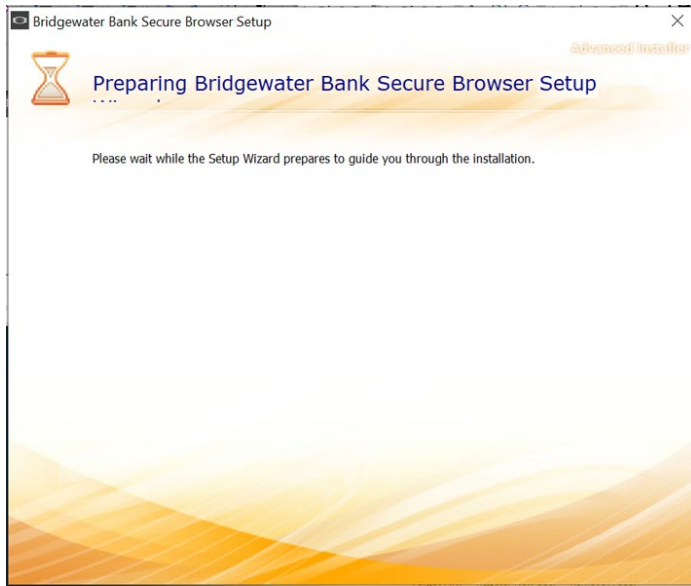 Bridgewater Bank Secure Browser Setup
Advanced Installer
Preparing Bridgewater Bank Secure Browser Setup
Please wait while the Setup Wizard prepares to guide you through the installation.